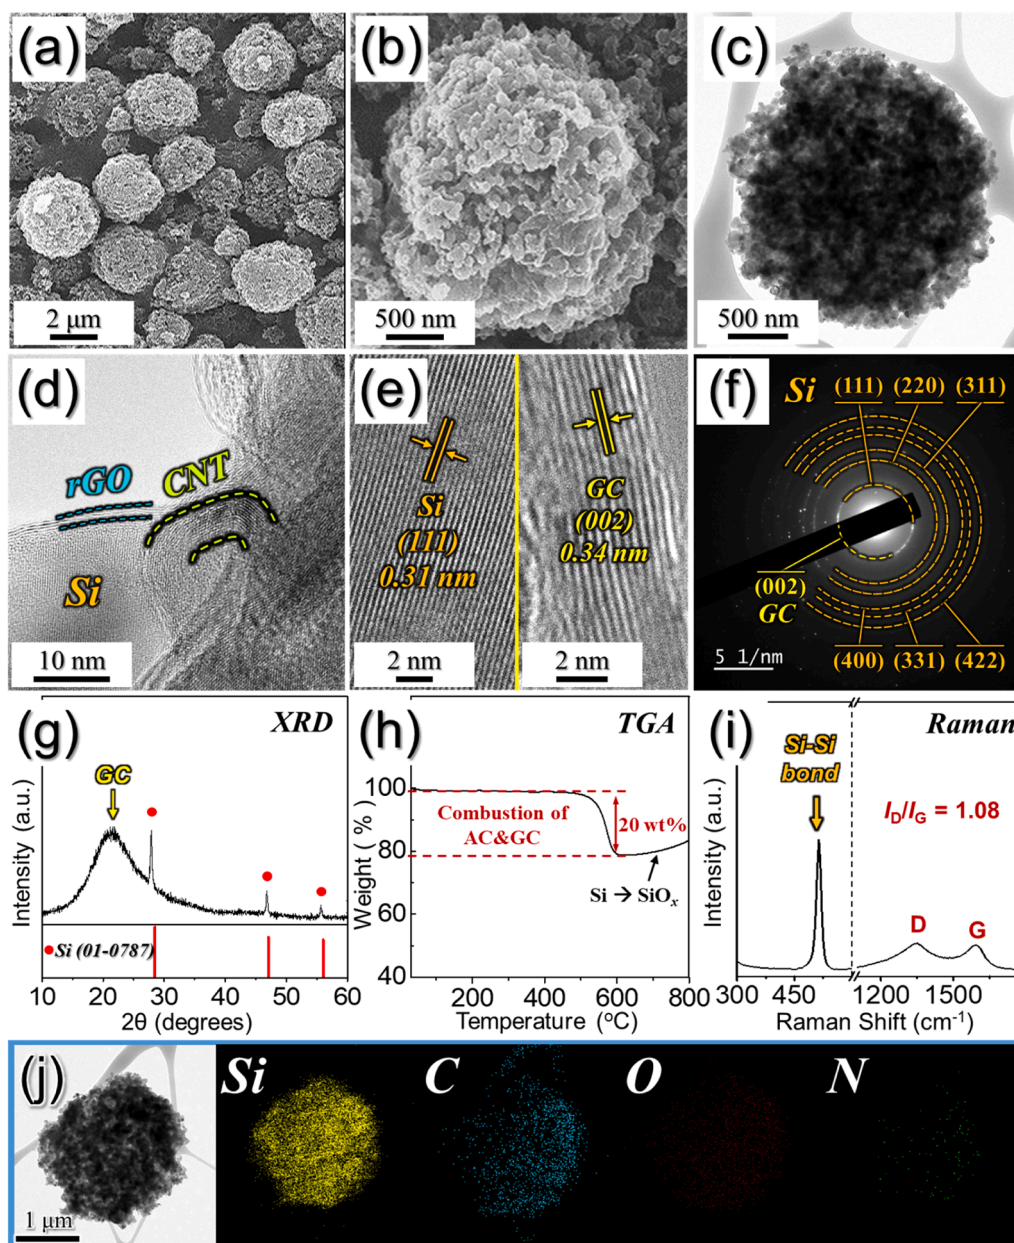 (a)
2 μm
(b)
500 nm
(c)
500 nm
(d)
rGO
CNT
Si
10 nm
(e)
Si
(111)
0.31 nm
2 nm
GC
(002)
0.34 nm
2 nm
(f)
Si
(111) (220) (311)
(002)
GC
5 1/nm
(400) (331) (422)
(g)
XRD
GC
Intensity (a.u.)
Si (01-0787)
10 20 30 40 50 60
2θ (degrees)
(h)
TGA
100
80
60
40
Weight ( % )
Combustion of
AC&GC
20 wt%
Si → SiOₓ
200 400 600 800
Temperature (°C)
(i)
Raman
Si-Si
bond
I_D/I_G = 1.08
D
G
Intensity (a.u.)
300 450 1200 1500
Raman Shift (cm⁻¹)
(j)
1 μm
Si
C
O
N